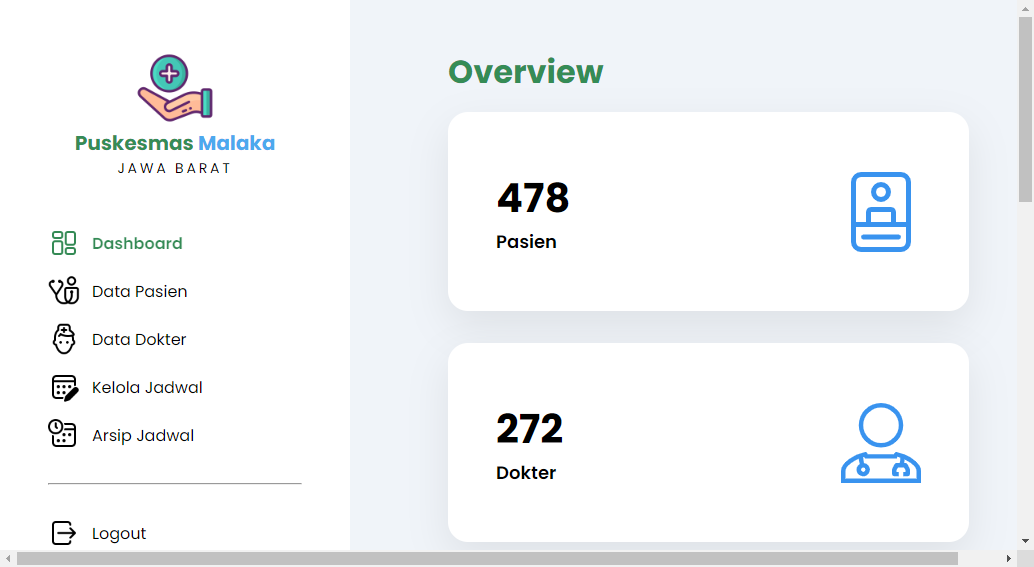 Puskesmas Malaka
JAWA BARAT
Dashboard
Data Pasien
Data Dokter
Kelola Jadwal
Arsip Jadwal
Logout
Overview
478
Pasien
272
Dokter